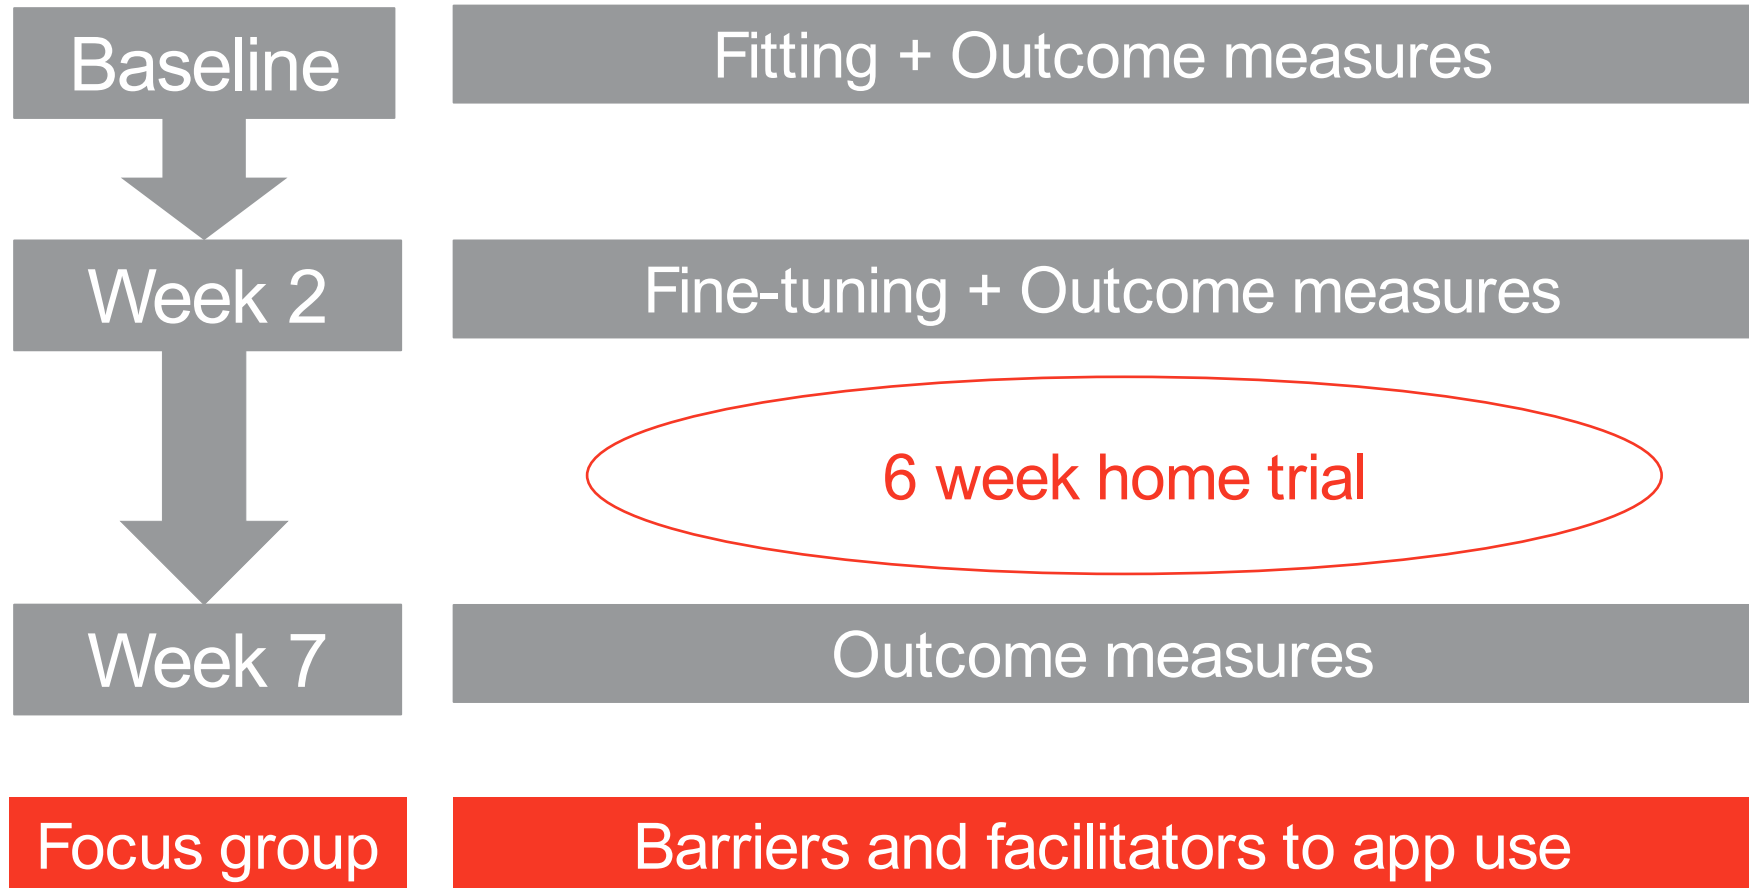 Baseline
Fitting + Outcome measures
Week 2
Fine-tuning + Outcome measures
6 week home trial
Week 7
Outcome measures
Focus group
Barriers and facilitators to app use